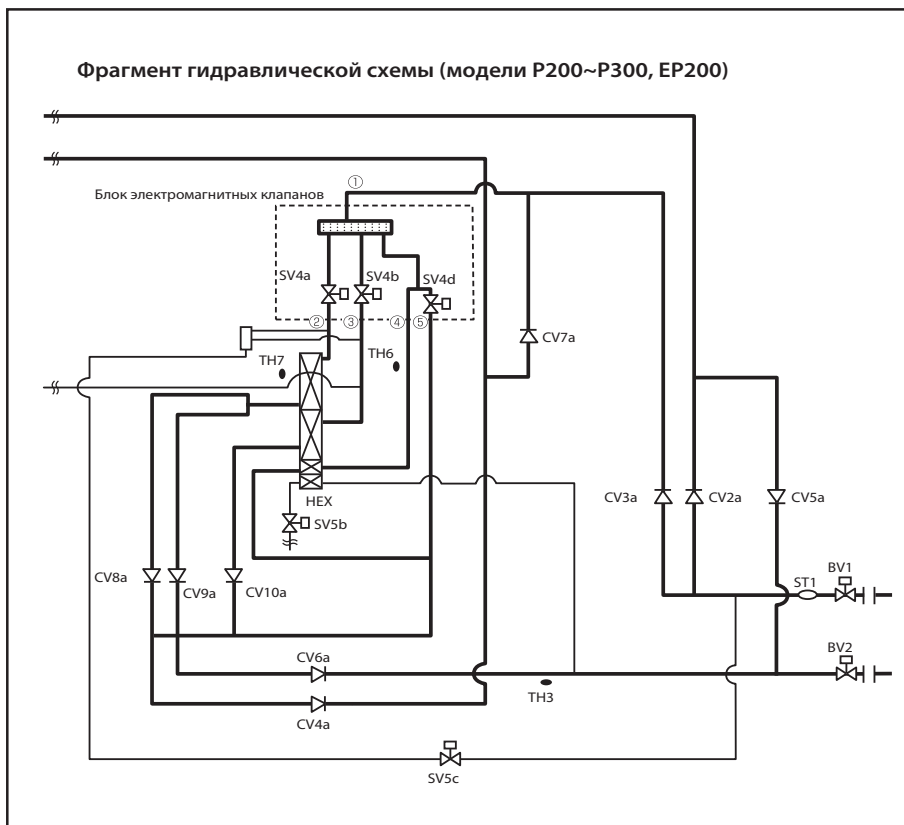 Фрагмент гидравлической схемы (модели P200~P300, EP200)
Блок электромагнитных клапанов
①
SV4a
SV4b
SV4d
②
③
④
⑤
CV7a
TH7
TH6
HEX
SV5b
CV3a
CV2a
CV5a
ST1
BV1
CV8a
CV9a
CV10a
BV2
CV6a
TH3
CV4a
SV5c